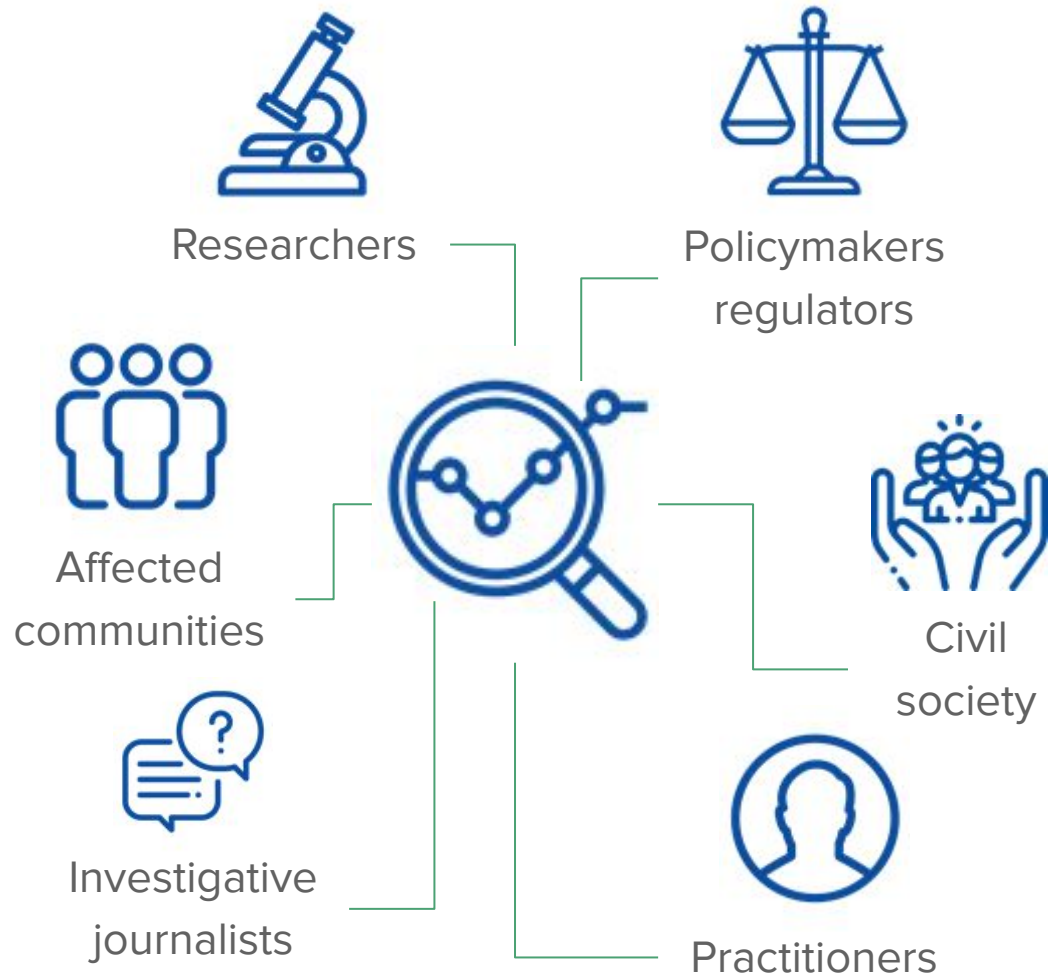 Researchers
Policymakers
regulators
Affected
communities
Civil
society
?
Investigative
journalists
Practitioners